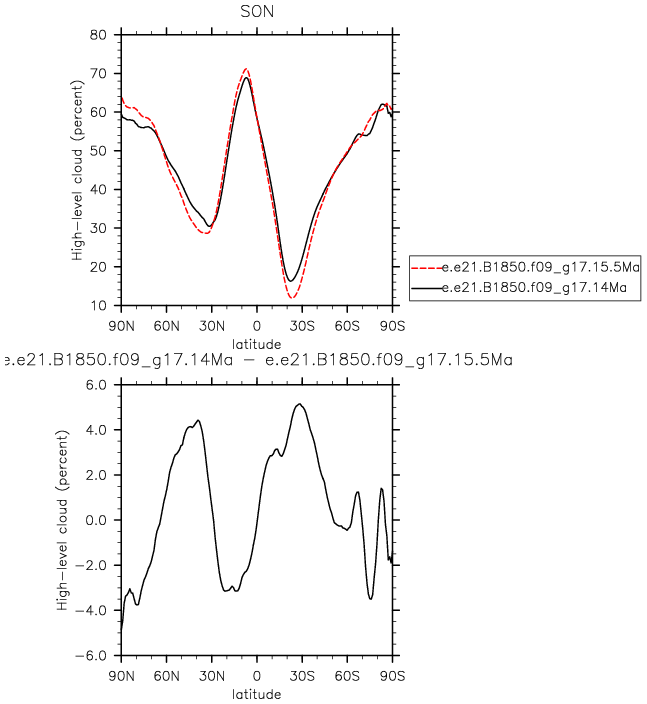 SON
80
70
60
50
40
30
20
10
High-level cloud (percent)
90N 60N 30N 0 30S 60S 90S
latitude
e.e21.B1850.f09_g17.15.5Ma
e.e21.B1850.f09_g17.14Ma
e.e21.B1850.f09_g17.14Ma - e.e21.B1850.f09_g17.15.5Ma
6.0
4.0
2.0
0.0
-2.0
-4.0
-6.0
High-level cloud (percent)
90N 60N 30N 0 30S 60S 90S
latitude